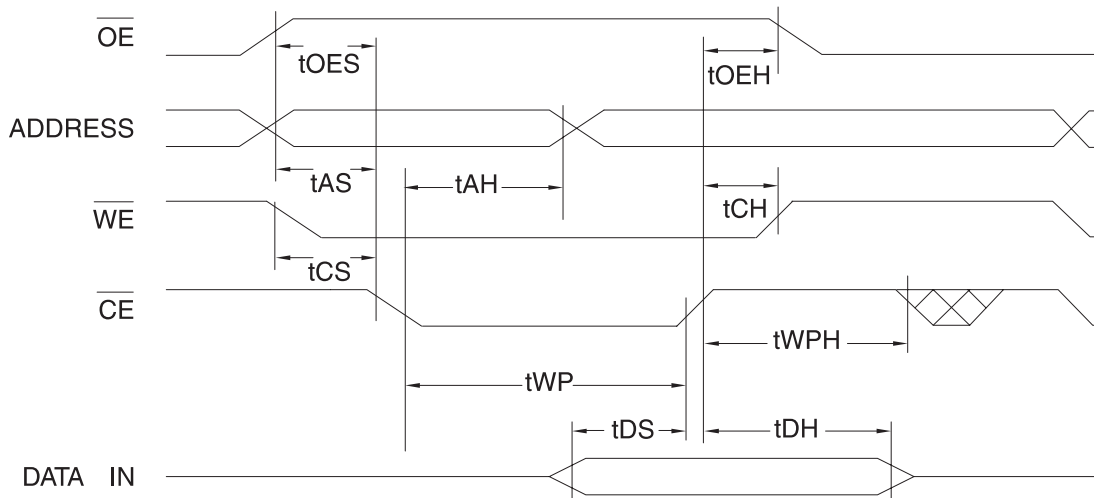 OE
tOES
tOEH
ADDRESS
tAS
tAH
WE
tCH
tCS
CE
tWPH
tWP
tDS
tDH
DATA IN